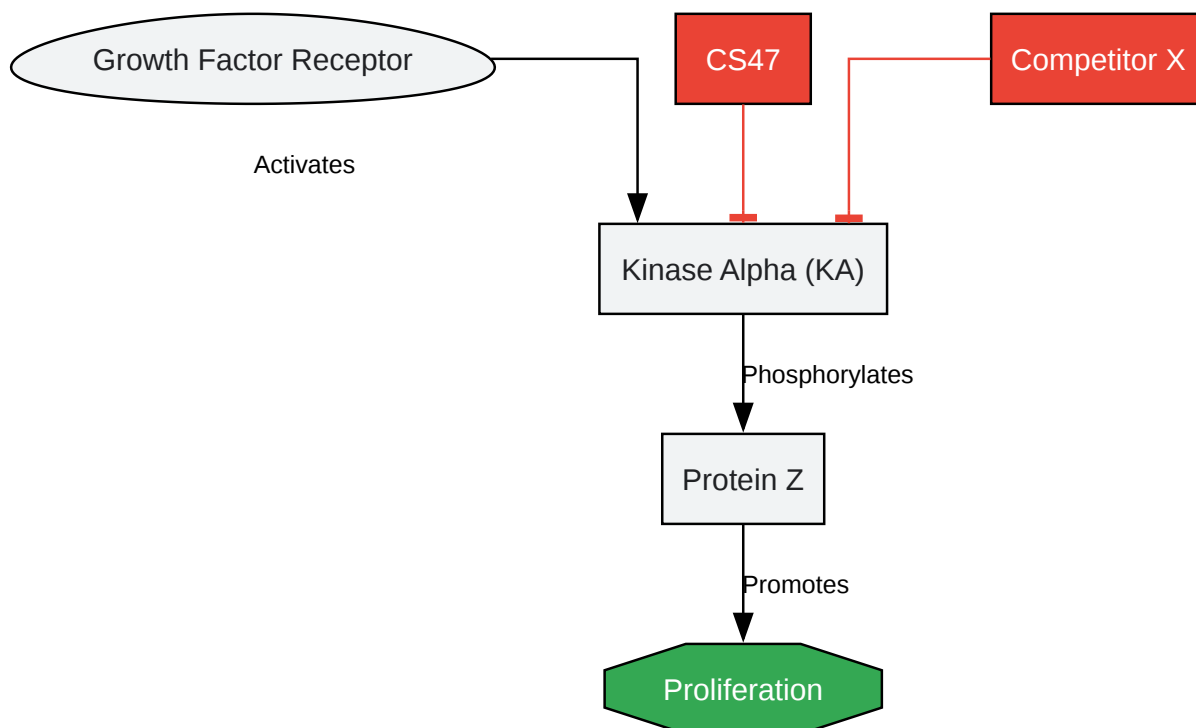 Growth Factor Receptor
CS47
Competitor X
Activates
Kinase Alpha (KA)
Phosphorylates
Protein Z
Promotes
Proliferation